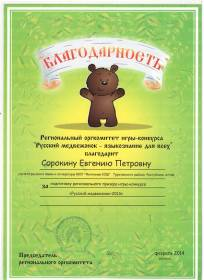 БЛАГОДАРНОСТЬ
Региональный оргкомитет игры-конкурса
"Русский медвежонок - языкознание для всех"
благодарит
Сорокину Евгению Петровну
за
подготовку регионального призера игры-конкурса
«Русский медвежонок-2013»
февраль 2014
Председатель
регионального оргкомитета